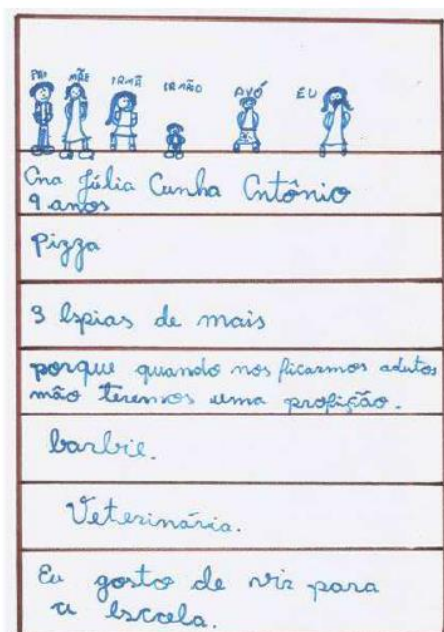 PAI MÃE IRMÃ IRMÃO AVÓ EU
Ana Júlia Cunha Antônio
9 anos
Pizza
3 Espias de mais
porque quando nos ficarmos adutos
mão teremos uma profição.
barbie.
Veterinária.
Eu gosto de vir para
a escola.